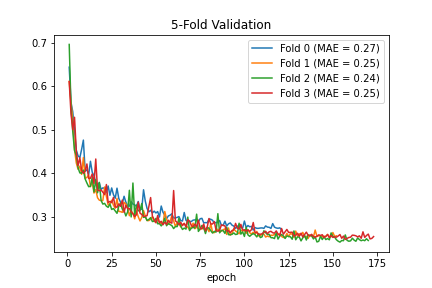 5-Fold Validation
Fold 0 (MAE = 0.27)
Fold 1 (MAE = 0.25)
Fold 2 (MAE = 0.24)
Fold 3 (MAE = 0.25)
0.7
0.6
0.5
0.4
0.3
0 25 50 75 100 125 150 175
epoch